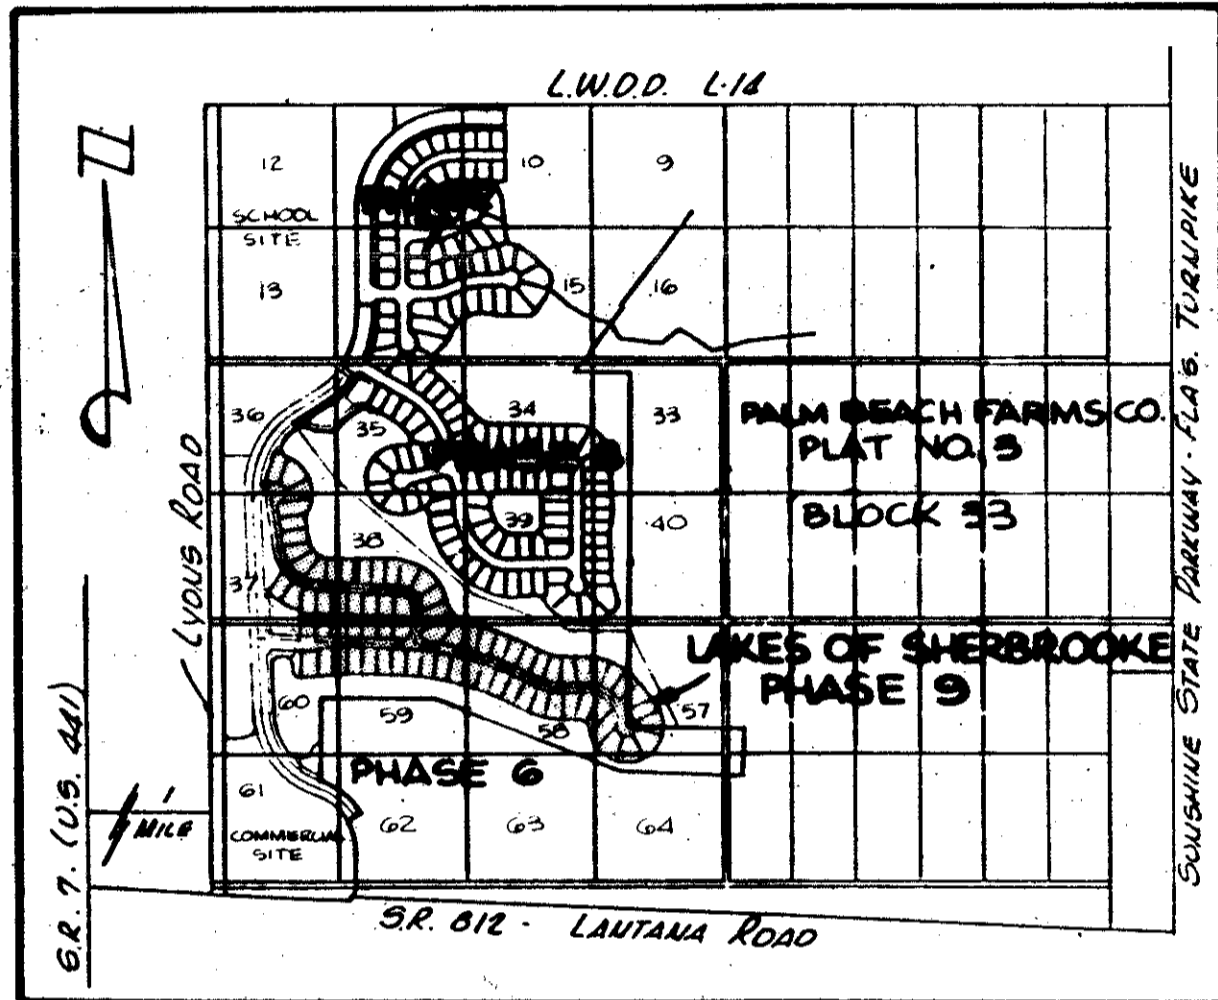 L.W.D.D. L-14
N
12
10
9
SCHOOL
SITE
13
15
16
36
35
34
33
PALM BEACH FARMS CO.
PLAT NO. 3
BLOCK 33
37
38
39
40
LAKES OF SHERBROOKE
PHASE 9
60
59
58
57
PHASE 6
61
62
63
64
COMMERCIAL
SITE
1
MILE
LYONS ROAD
S.R. 7. (U.S. 441)
S.R. 812 - LANTANA ROAD
SUNSHINE STATE PARKWAY - FLA'S. TURNPIKE